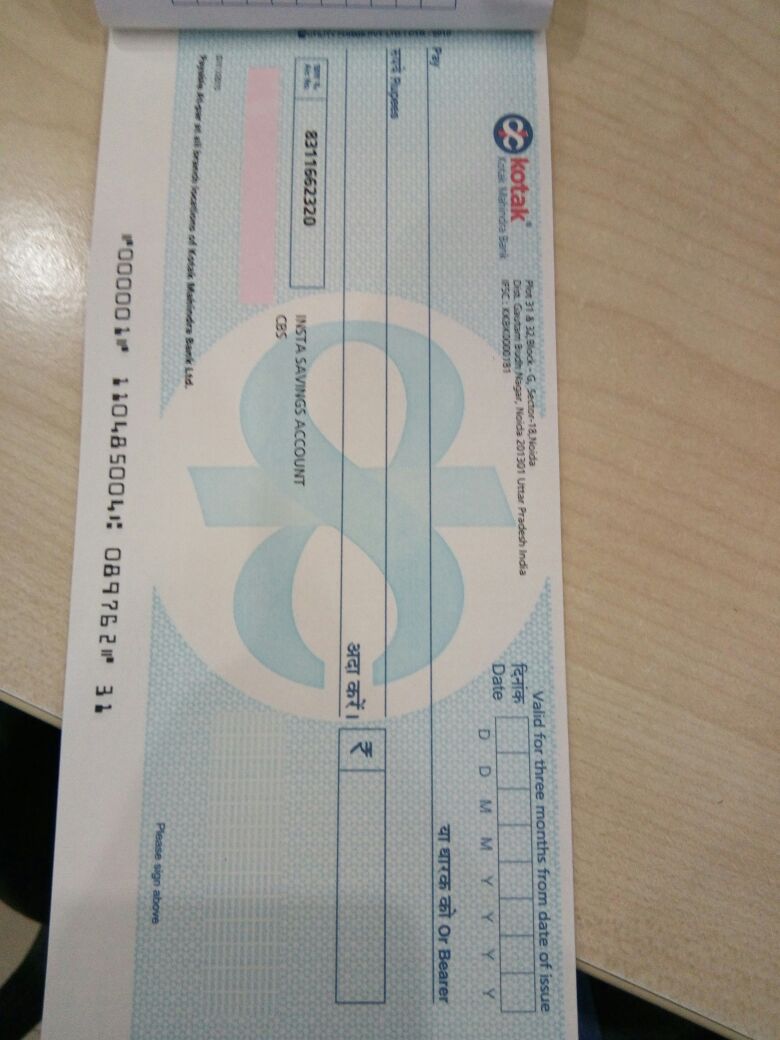 kotak
Kotak Mahindra Bank
Plot 31 & 32, Block - G, Sector-18, Noida
Dist. Gautam Budh Nagar, Noida 201301 Uttar Pradesh India
IFSC: KKBK0000181
Valid for three months from date of issue
दिनांक
Date
D D M M Y Y Y Y
Pay
या धारक को Or Bearer
रुपये Rupees
अदा करें।
₹
Acc No.
8311662320
INSTA SAVINGS ACCOUNT
CBS
Payable At-par at all branch locations of Kotak Mahindra Bank Ltd.
Please sign above
⑈000001⑈ 110485004⑆ 089762⑈ 31